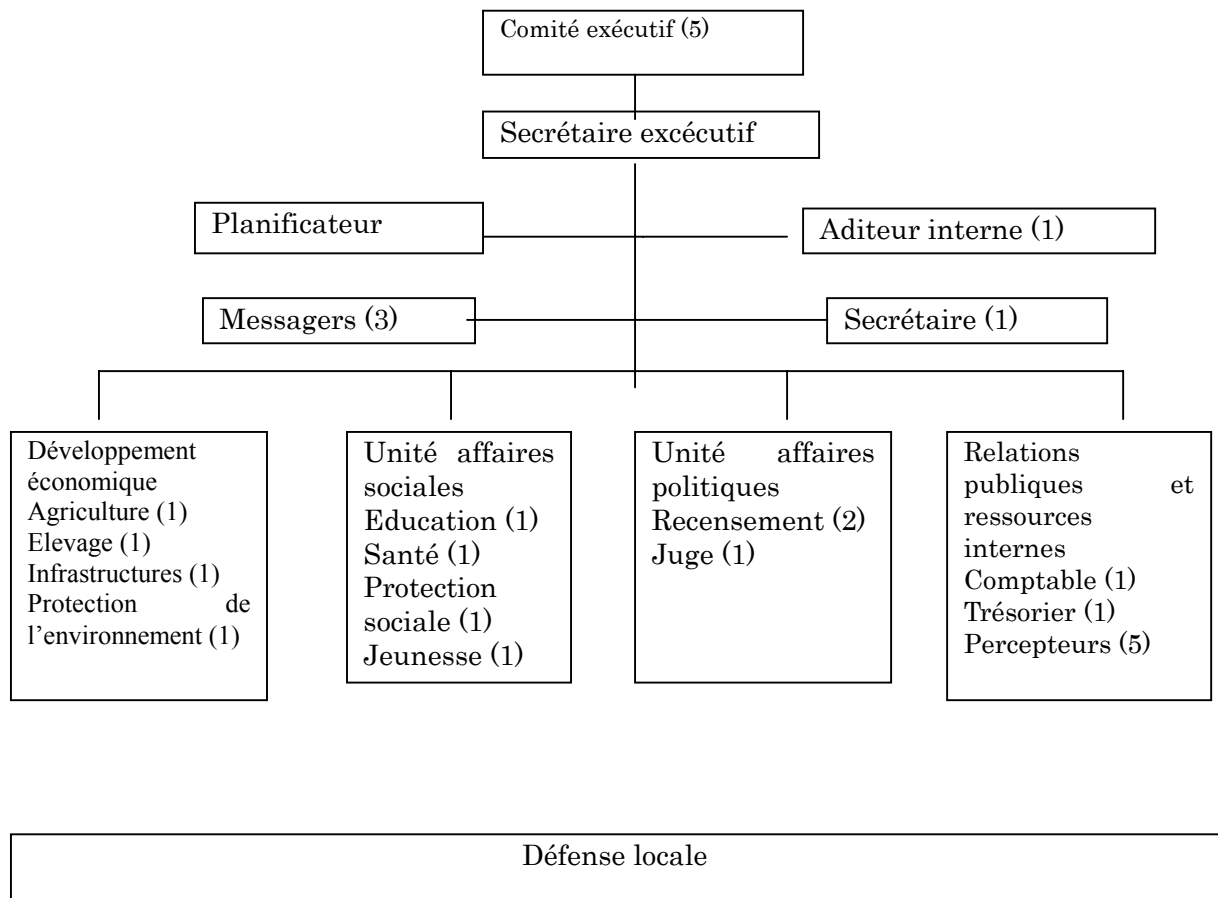 Comité exécutif (5)
Secrétaire excécutif
Planificateur
Aditeur interne (1)
Messagers (3)
Secrétaire (1)
Développement
économique
Agriculture (1)
Elevage (1)
Infrastructures (1)
Protection de
l’environnement (1)
Unité affaires
sociales
Education (1)
Santé (1)
Protection
sociale (1)
Jeunesse (1)
Unité affaires
politiques
Recensement (2)
Juge (1)
Relations
publiques et
ressources
internes
Comptable (1)
Trésorier (1)
Percepteurs (5)
Défense locale